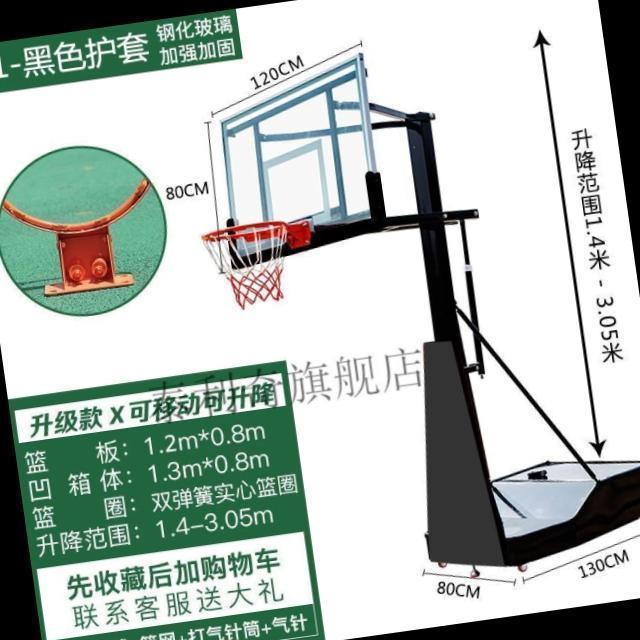 1-黑色护套 钢化玻璃
加强加固
120CM
80CM
升降范围1.4米 - 3.05米
泰利奇旗舰店
升级款 X 可移动可升降
篮 板：1.2m*0.8m
凹 箱 体：1.3m*0.8m
篮 圈：双弹簧实心篮圈
升降范围：1.4-3.05m
先收藏后加购物车
联系客服送大礼
篮网+打气针筒+气针
80CM
130CM